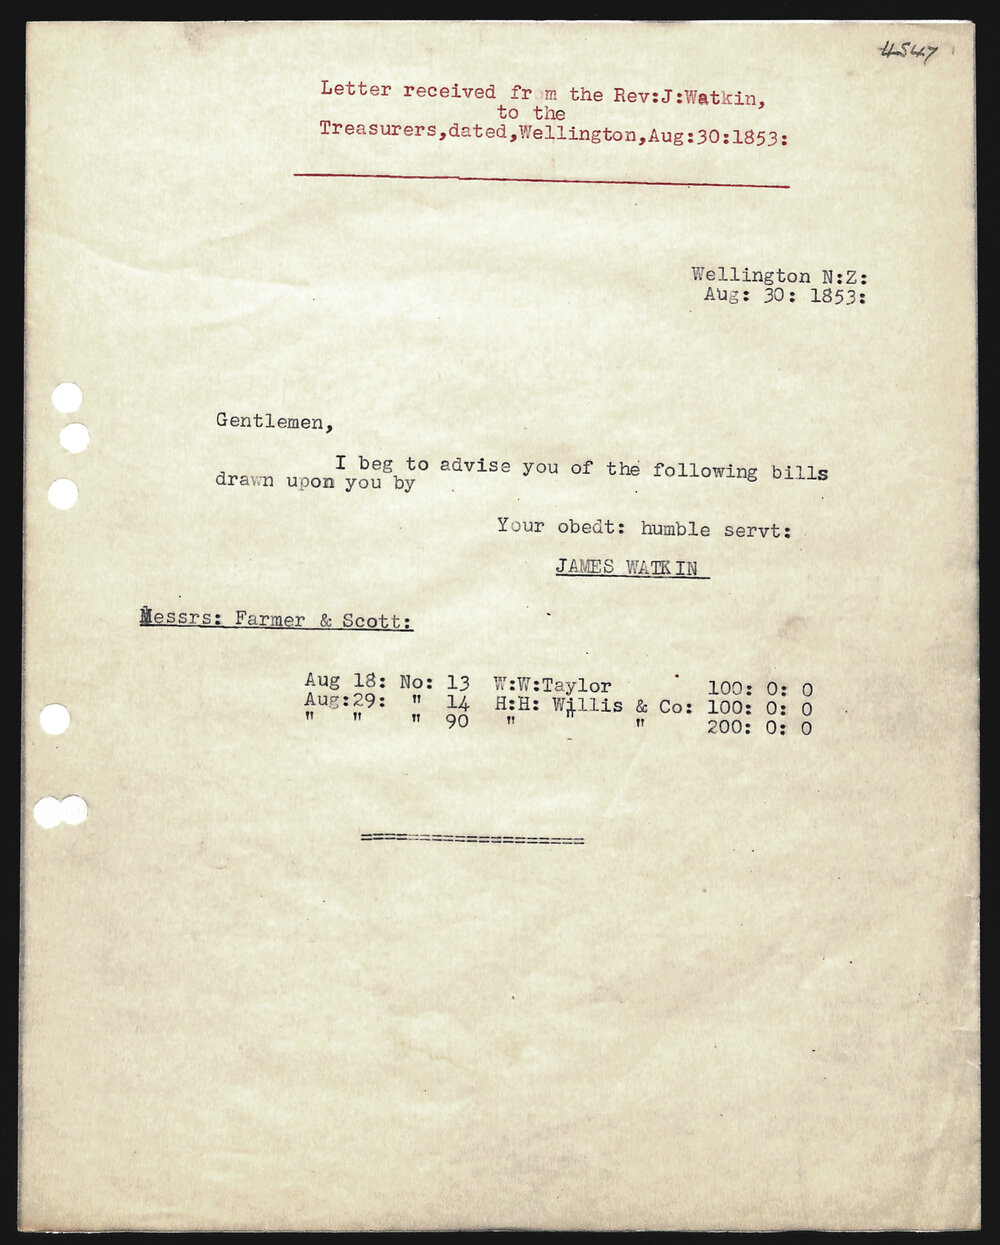 4547
Letter received fr m the Rev:J:Watkin,
to the
Treasurers,dated,Wellington,Aug:30:1853:
Wellington N:Z:
Aug: 30: 1853:
Gentlemen,
I beg to advise you of the following bills
drawn upon you by
Your obedt: humble servt:
JAMES WATKIN
Messrs: Farmer & Scott:
Aug 18: No: 13 W:W:Taylor 100: 0: 0
Aug:29: " 14 H:H: Willis & Co: 100: 0: 0
" " " 90 " " " 200: 0: 0